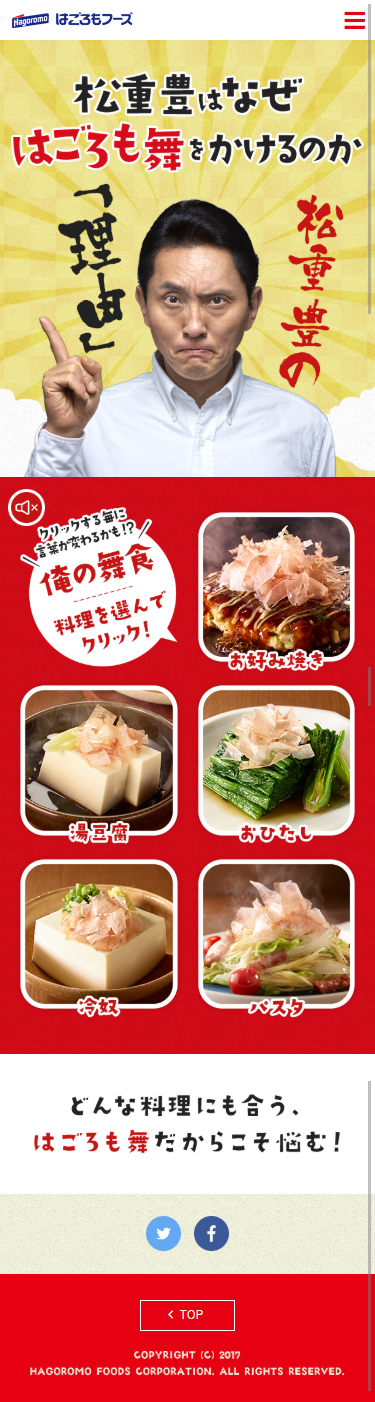 Hagoromo はごろもフーズ
松重豊はなぜ
はごろも舞をかけるのか
松重豊の
「理由」
クリックする毎に
言葉が変わるかも!?
俺の舞食
料理を選んで
クリック!
お好み焼き
湯豆腐
おひたし
冷奴
パスタ
どんな料理にも合う、
はごろも舞だからこそ悩む!
TOP
COPYRIGHT (C) 2017
HAGOROMO FOODS CORPORATION. ALL RIGHTS RESERVED.